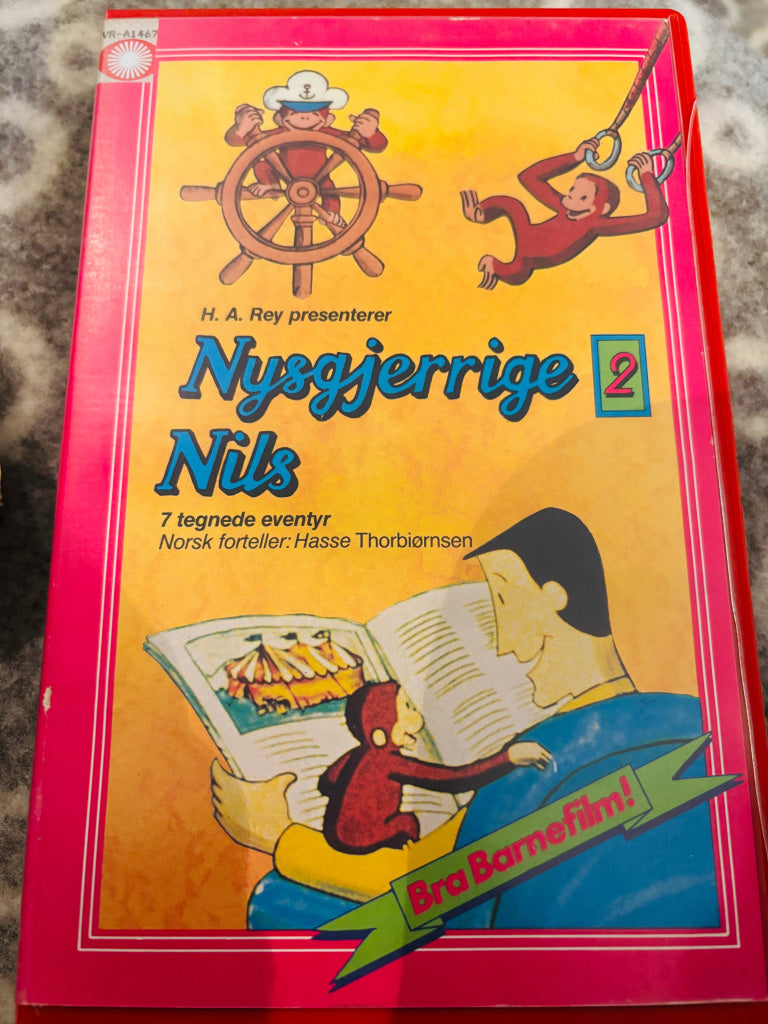 VR-A1467
H. A. Rey presenterer
Nysgjerrige 2
Nils
7 tegnede eventyr
Norsk forteller: Hasse Thorbiørnsen
Bra Barnefilm!